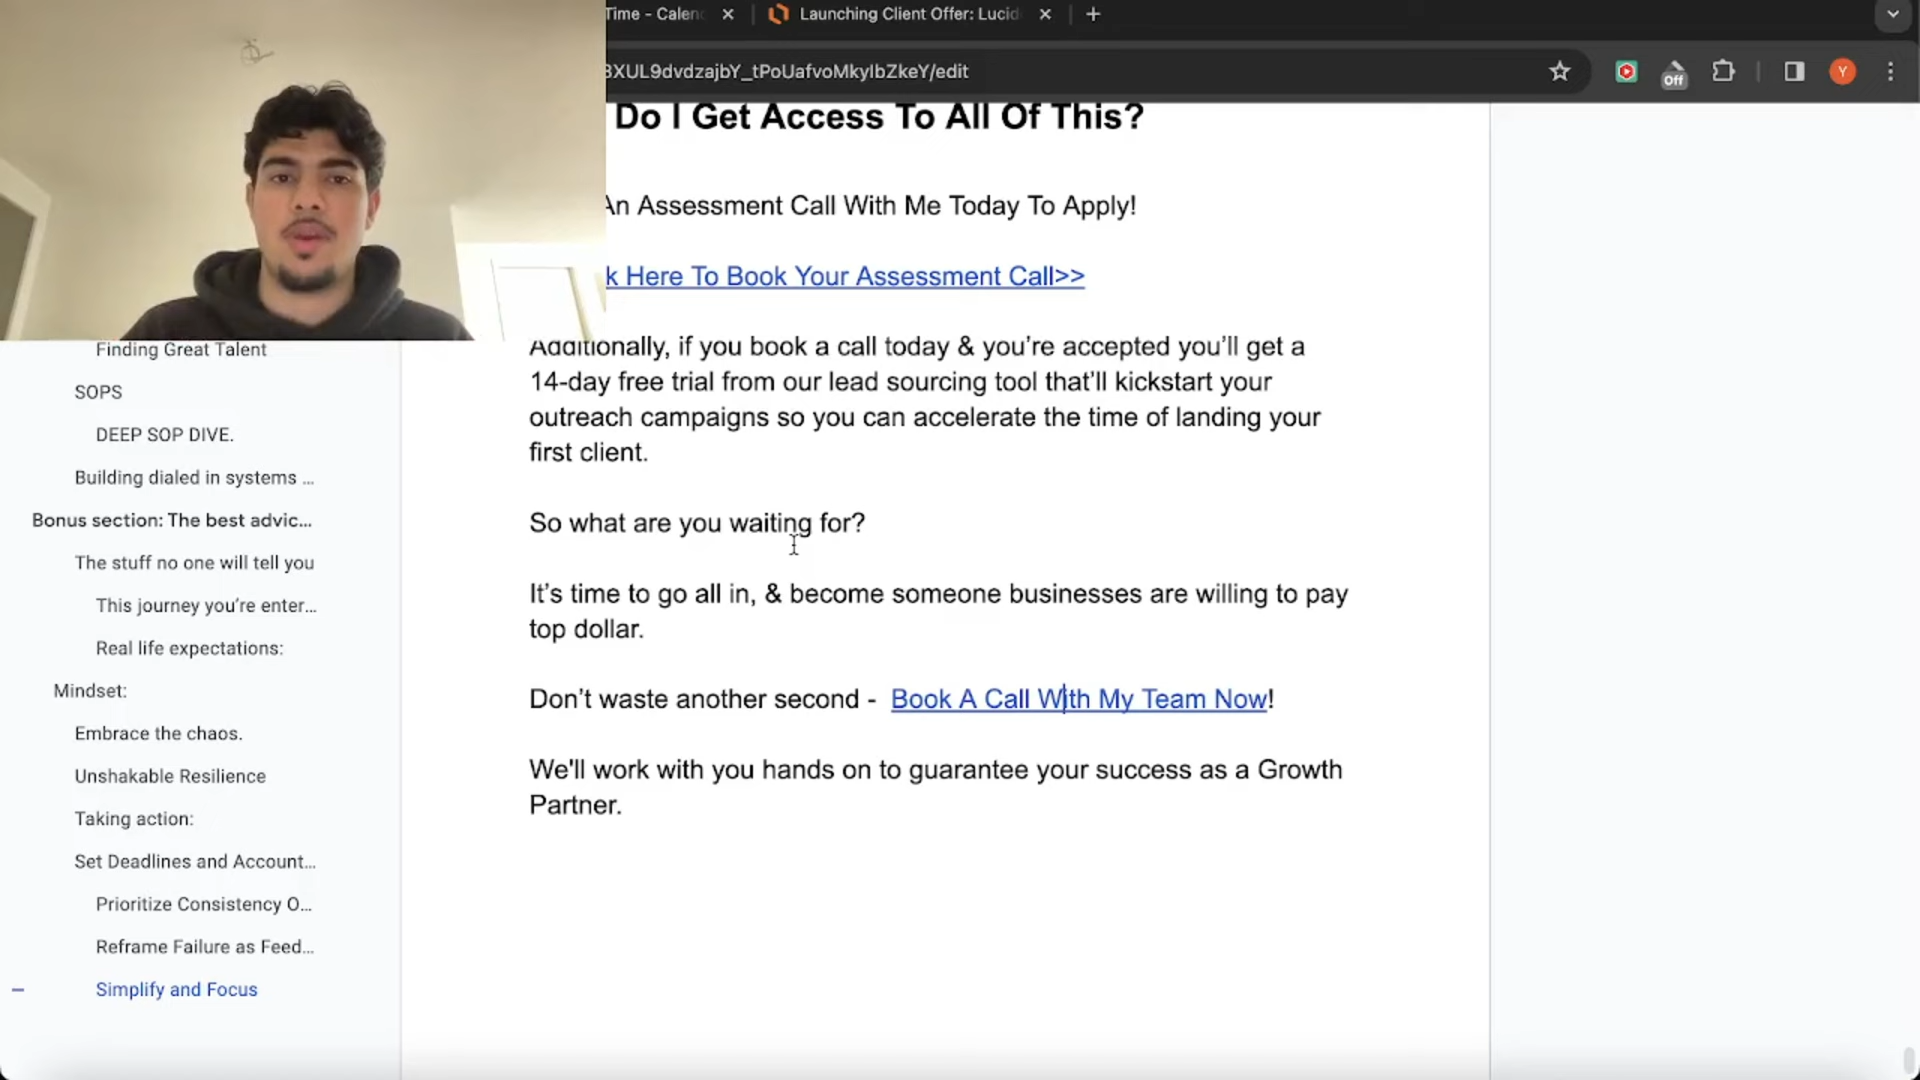 Time - Calen
Launching Client Offer: Lucid
3XUL9dvdzajbY_tPoUafvoMkyIbZkeY/edit
Off
Y
Do I Get Access To All Of This?
An Assessment Call With Me Today To Apply!
k Here To Book Your Assessment Call>>
Additionally, if you book a call today & you’re accepted you’ll get a
14-day free trial from our lead sourcing tool that’ll kickstart your
outreach campaigns so you can accelerate the time of landing your
first client.
So what are you waiting for?
It’s time to go all in, & become someone businesses are willing to pay
top dollar.
Don’t waste another second - Book A Call With My Team Now!
We'll work with you hands on to guarantee your success as a Growth
Partner.
Finding Great Talent
SOPS
DEEP SOP DIVE.
Building dialed in systems ...
Bonus section: The best advic...
The stuff no one will tell you
This journey you’re enter...
Real life expectations:
Mindset:
Embrace the chaos.
Unshakable Resilience
Taking action:
Set Deadlines and Account...
Prioritize Consistency O...
Reframe Failure as Feed...
Simplify and Focus